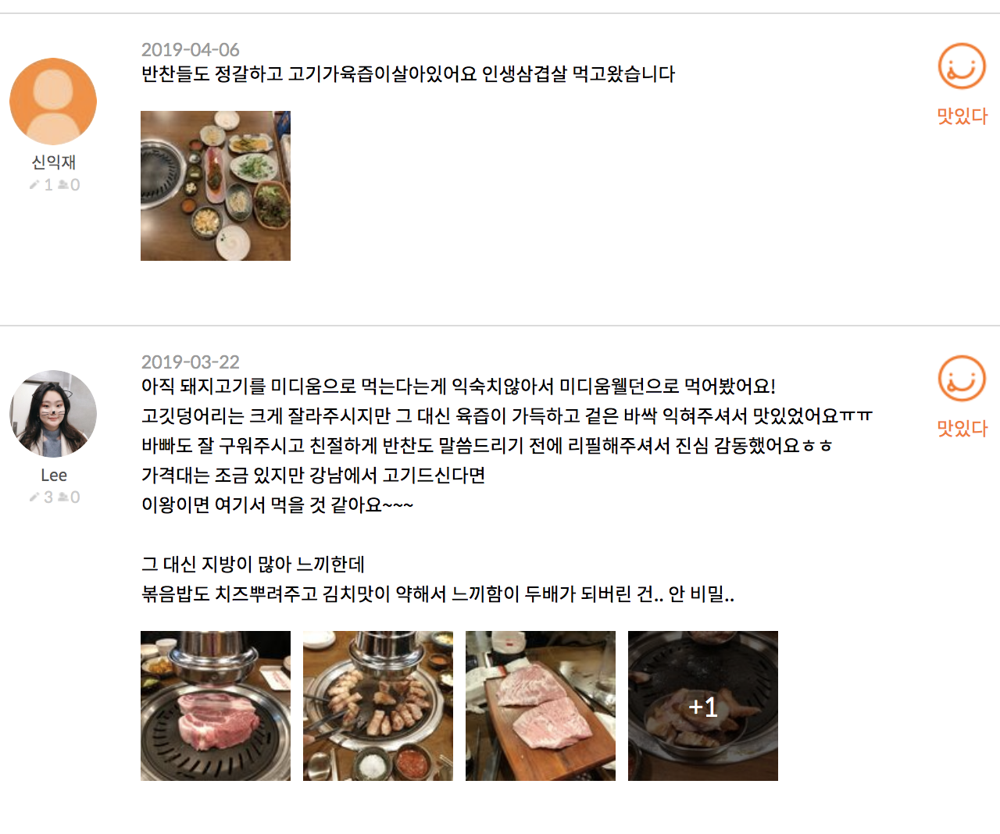 2019-04-06
반찬들도 정갈하고 고기가육즙이살아있어요 인생삼겹살 먹고왔습니다
맛있다
신익재
1 0
2019-03-22
아직 돼지고기를 미디움으로 먹는다는게 익숙치않아서 미디움웰던으로 먹어봤어요!
고깃덩어리는 크게 잘라주시지만 그 대신 육즙이 가득하고 겉은 바싹 익혀주셔서 맛있었어요ㅠㅠ
바빠도 잘 구워주시고 친절하게 반찬도 말씀드리기 전에 리필해주셔서 진심 감동했어요ㅎㅎ
가격대는 조금 있지만 강남에서 고기드신다면
이왕이면 여기서 먹을 것 같아요~~~
그 대신 지방이 많아 느끼한데
볶음밥도 치즈뿌려주고 김치맛이 약해서 느끼함이 두배가 되버린 건.. 안 비밀..
맛있다
Lee
3 0
+1